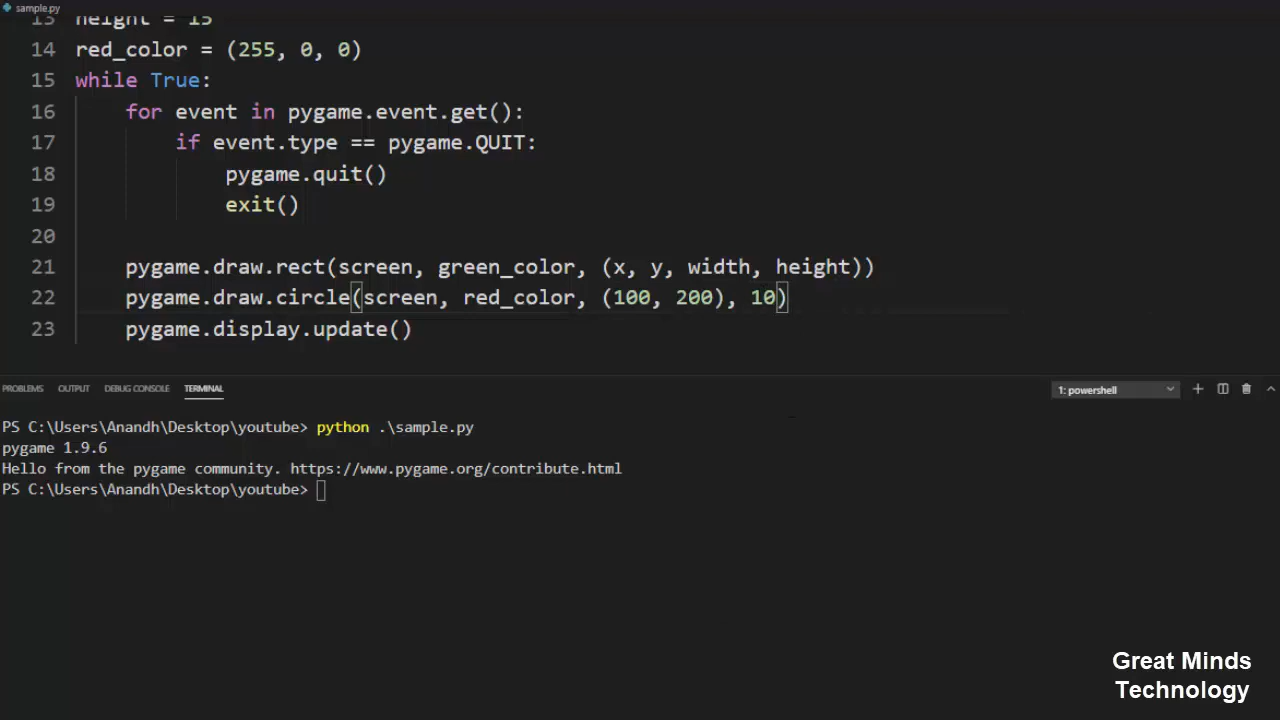 sample.py
13 height = 15
14 red_color = (255, 0, 0)
15 while True:
16 for event in pygame.event.get():
17 if event.type == pygame.QUIT:
18 pygame.quit()
19 exit()
20
21 pygame.draw.rect(screen, green_color, (x, y, width, height))
22 pygame.draw.circle(screen, red_color, (100, 200), 10)
23 pygame.display.update()
PROBLEMS OUTPUT DEBUG CONSOLE TERMINAL 1: powershell
PS C:\Users\Anandh\Desktop\youtube> python .\sample.py
pygame 1.9.6
Hello from the pygame community. https://www.pygame.org/contribute.html
PS C:\Users\Anandh\Desktop\youtube>
Great Minds
Technology